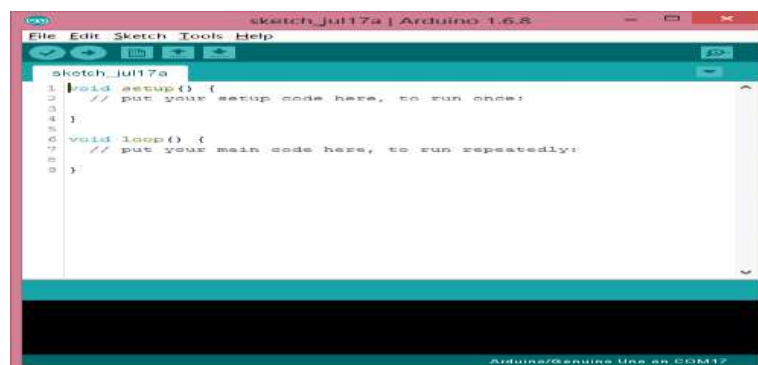 sketch_jul17a | Arduino 1.6.8
File Edit Sketch Tools Help
sketch_jul17a
1 void setup() {
2 // put your setup code here, to run once:
3
4 }
5
6 void loop() {
7 // put your main code here, to run repeatedly:
8
9 }
Arduino/Genuino Uno on COM17